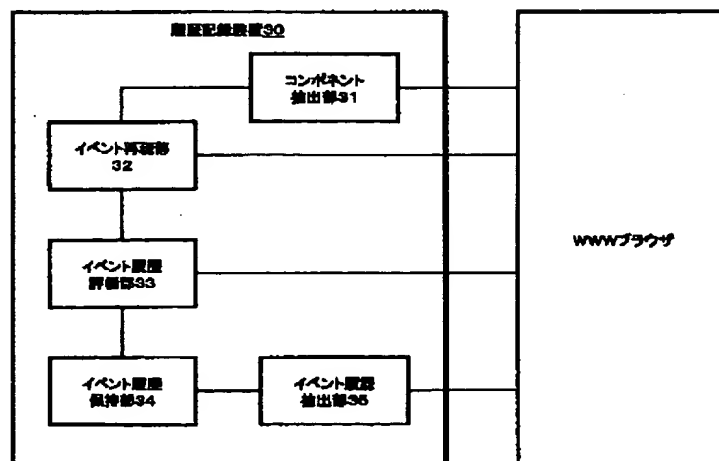 履歴記録装置30
コンポネント
抽出部31
イベント再現部
32
イベント履歴
評価部33
WWWブラウザ
イベント履歴
保持部34
イベント履歴
抽出部35